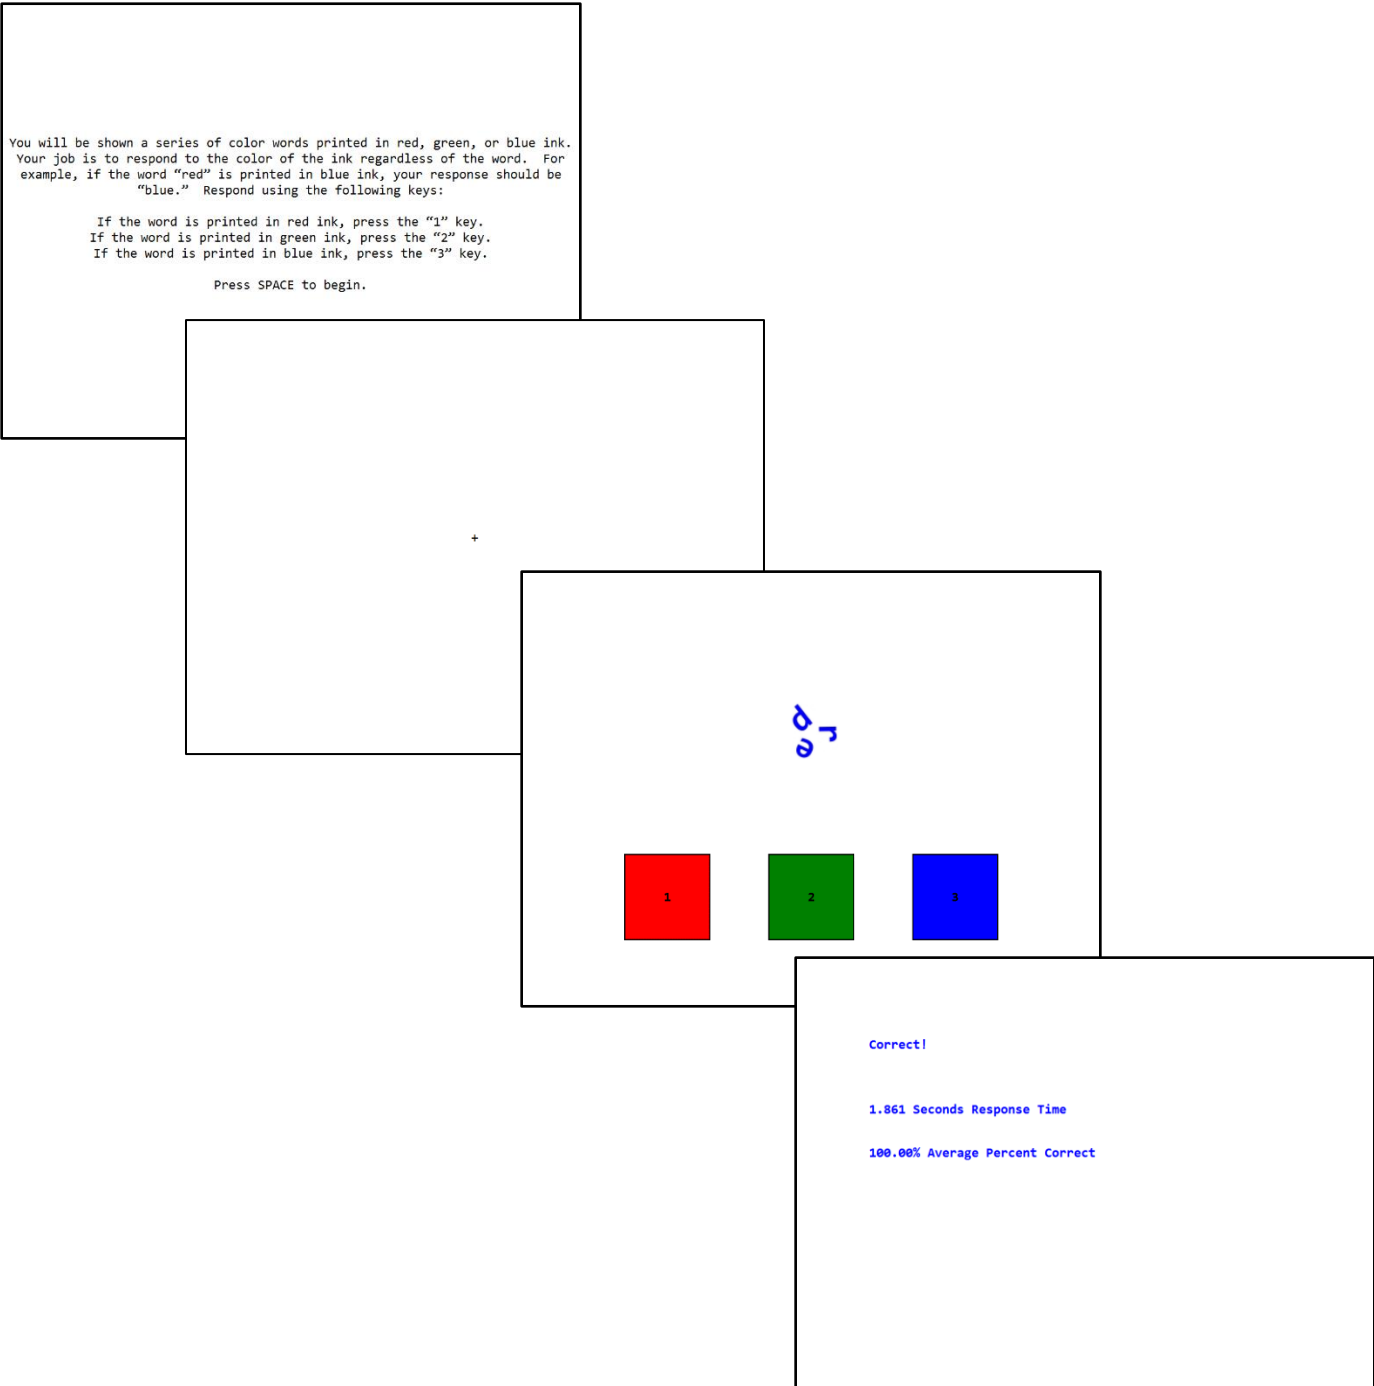 You will be shown a series of color words printed in red, green, or blue ink.
Your job is to respond to the color of the ink regardless of the word.  For
example, if the word “red” is printed in blue ink, your response should be
“blue.”  Respond using the following keys:
If the word is printed in red ink, press the “1” key.
If the word is printed in green ink, press the “2” key.
If the word is printed in blue ink, press the “3” key.
Press SPACE to begin.
+
red
1 2 3
Correct!
1.861 Seconds Response Time
100.00% Average Percent Correct